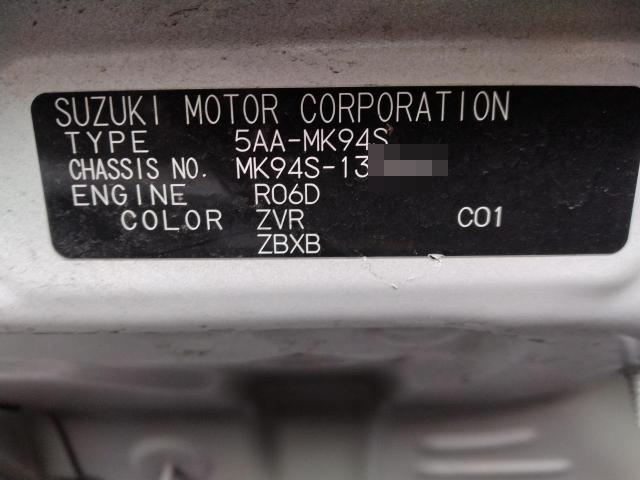 SUZUKI MOTOR CORPORATION
TYPE 5AA-MK94S
CHASSIS NO. MK94S-13
ENGINE R06D
COLOR ZVR C01
ZBXB